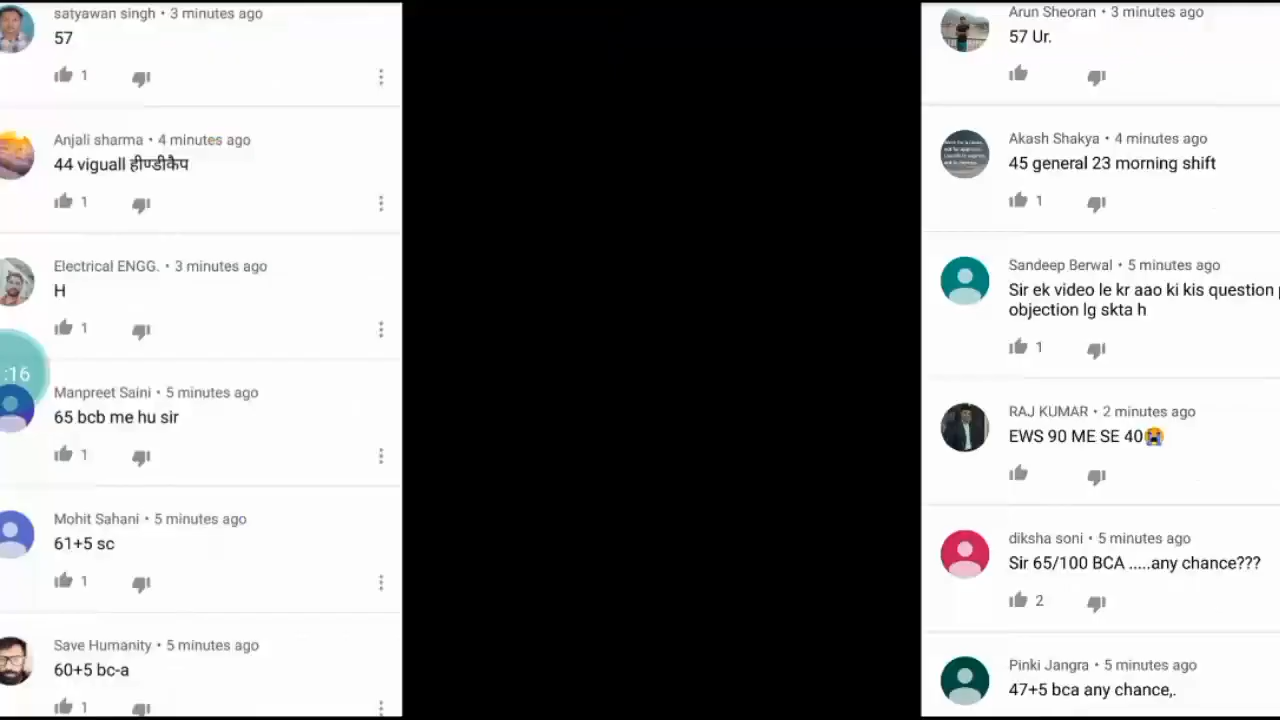 satyawan singh • 3 minutes ago
57
1
Anjali sharma • 4 minutes ago
44 viguall हीण्डीकैप
1
Electrical ENGG. • 3 minutes ago
H
1
:16
Manpreet Saini • 5 minutes ago
65 bcb me hu sir
1
Mohit Sahani • 5 minutes ago
61+5 sc
1
Save Humanity • 5 minutes ago
60+5 bc-a
1
Arun Sheoran • 3 minutes ago
57 Ur.
Akash Shakya • 4 minutes ago
45 general 23 morning shift
1
Sandeep Berwal • 5 minutes ago
Sir ek video le kr aao ki kis question
objection lg skta h
1
RAJ KUMAR • 2 minutes ago
EWS 90 ME SE 40😭
diksha soni • 5 minutes ago
Sir 65/100 BCA .....any chance???
2
Pinki Jangra • 5 minutes ago
47+5 bca any chance,.